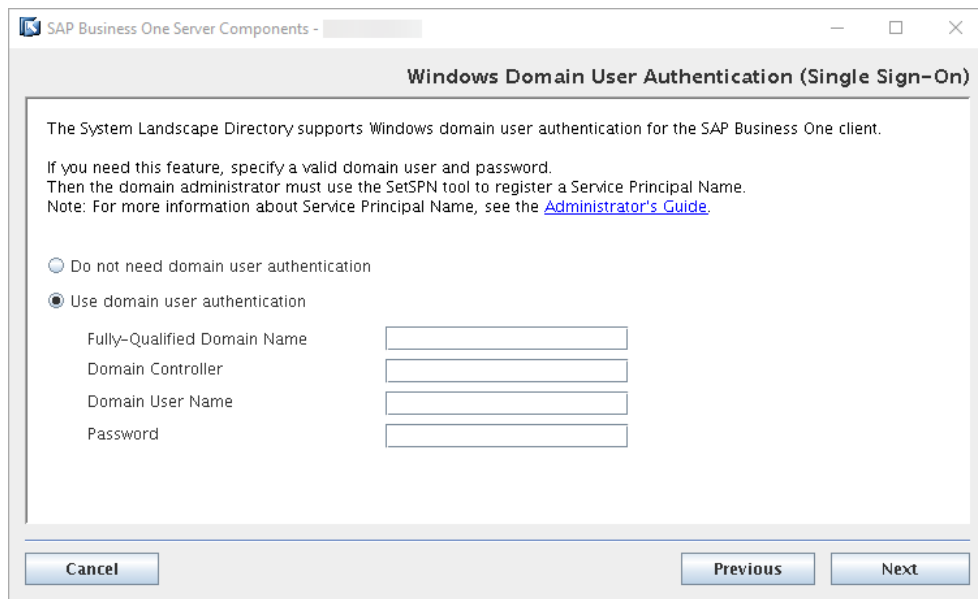 SAP Business One Server Components -
Windows Domain User Authentication (Single Sign-On)
The System Landscape Directory supports Windows domain user authentication for the SAP Business One client.
If you need this feature, specify a valid domain user and password.
Then the domain administrator must use the SetSPN tool to register a Service Principal Name.
Note: For more information about Service Principal Name, see the Administrator's Guide.
Do not need domain user authentication
Use domain user authentication
Fully-Qualified Domain Name
Domain Controller
Domain User Name
Password
Cancel
Previous
Next